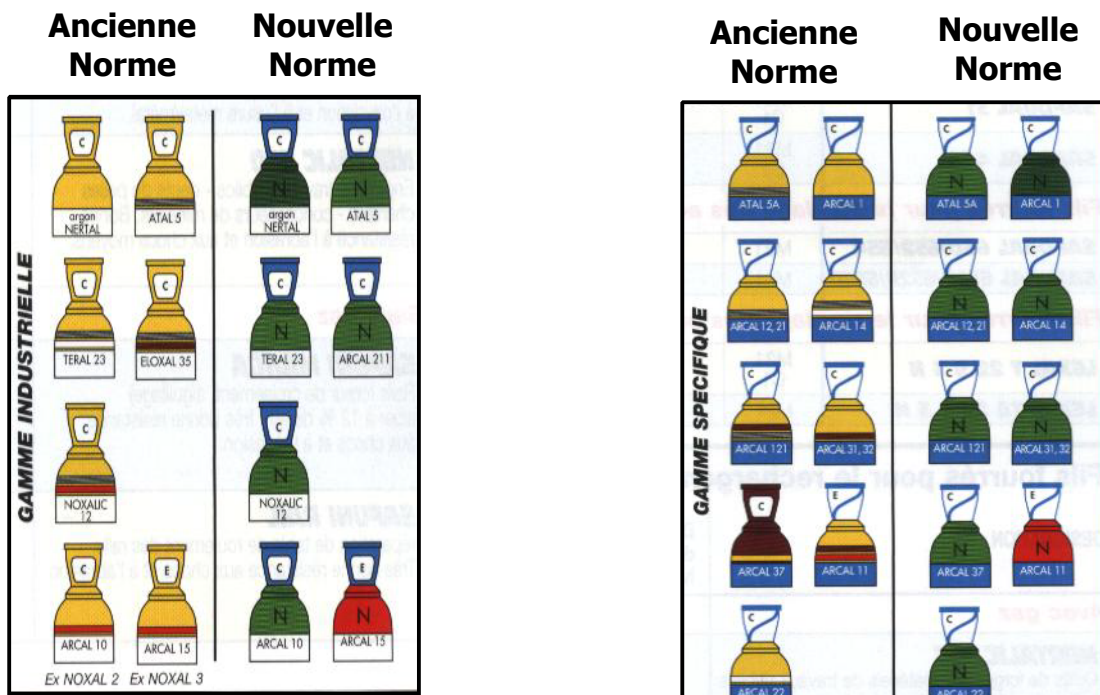 Ancienne Norme
Nouvelle Norme
GAMME INDUSTRIELLE
C C C C
N N
argon NERTAL
ATAL 5
argon NERTAL
ATAL 5
C C C C
N N
TERAL 23
ELOXAL 35
TERAL 23
ARCAL 211
C C
N
NOXALIC 12
NOXALIC 12
C E C E
N N
ARCAL 10
ARCAL 15
ARCAL 10
ARCAL 15
Ex NOXAL 2
Ex NOXAL 3
Ancienne Norme
Nouvelle Norme
GAMME SPECIFIQUE
C C C C
N N
ATAL 5A
ARCAL 1
ATAL 5A
ARCAL 1
C C C C
N N
ARCAL 12, 21
ARCAL 14
ARCAL 12, 21
ARCAL 14
C C C C
N N
ARCAL 121
ARCAL 31, 32
ARCAL 121
ARCAL 31, 32
C E C E
N N
ARCAL 37
ARCAL 11
ARCAL 37
ARCAL 11
C C
N
ARCAL 22
ARCAL 22